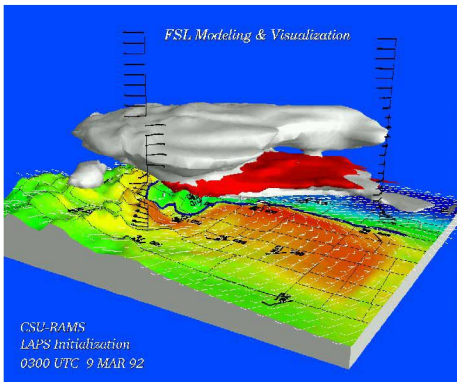 FSL Modeling & Visualization
CSU-RAMS
LAPS Initialization
0300 UTC 9 MAR 92